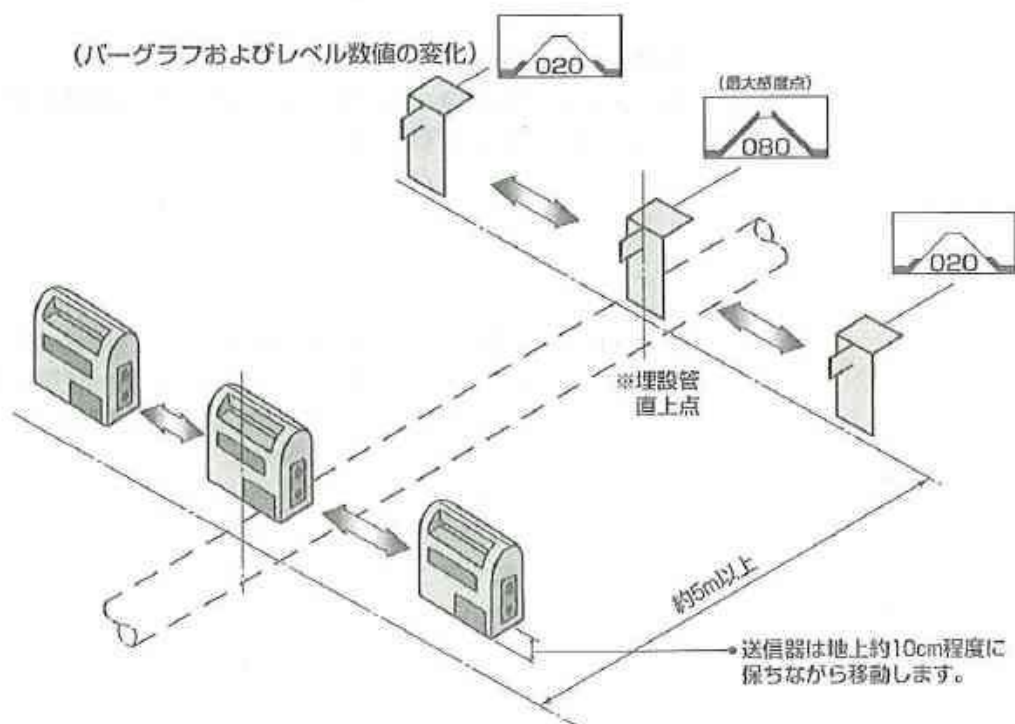 (バーグラフおよびレベル数値の変化)
020
(最大感度点)
080
020
※埋設管
直上点
約5m以上
送信器は地上約10cm程度に
保ちながら移動します。